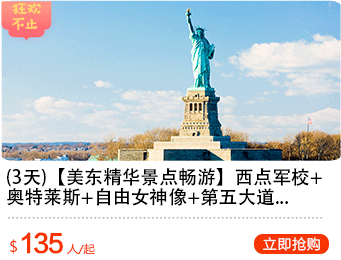 狂欢
不止
(3天)【美东精华景点畅游】西点军校+
奥特莱斯+自由女神像+第五大道...
$135人/起
立即抢购